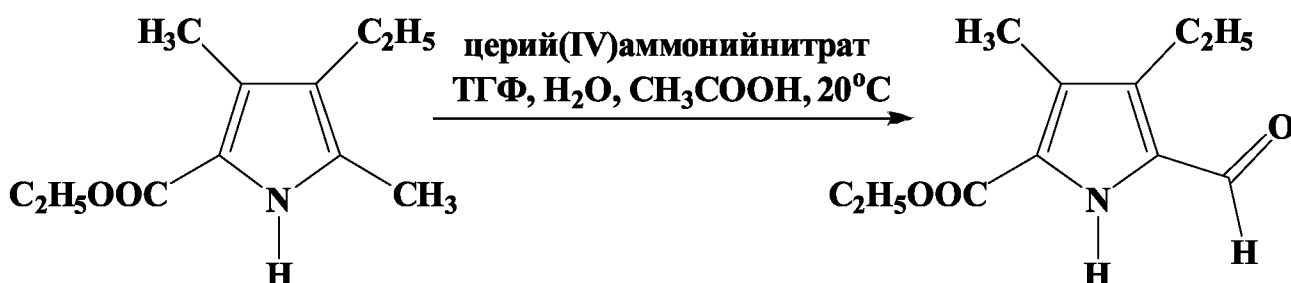 H₃C C₂H₅
C₂H₅OOC N CH₃
H
церий(IV)аммонийнитрат
ТГФ, H₂O, CH₃COOH, 20°C
H₃C C₂H₅
O
C₂H₅OOC N
H
H